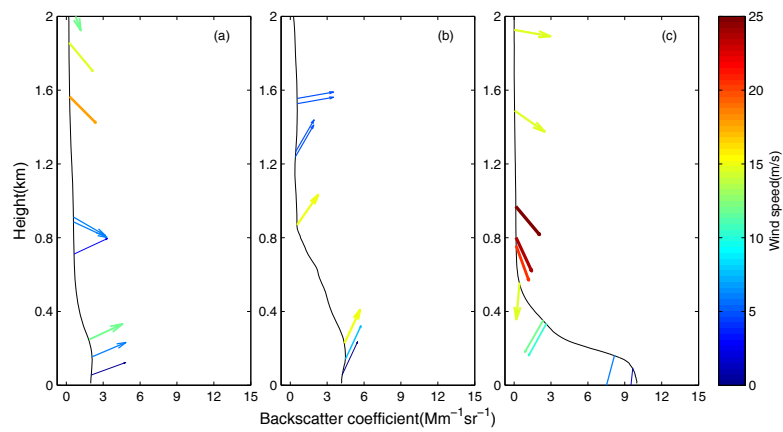 (a)
(b)
(c)
2
1.6
1.2
0.8
0.4
0
Height(km)
0 3 6 9 12 15
2
1.6
1.2
0.8
0.4
0
0 3 6 9 12 15
2
1.6
1.2
0.8
0.4
0
0 3 6 9 12 15
Backscatter coefficient(Mm⁻¹sr⁻¹)
25
20
15
10
5
0
Wind speed(m/s)